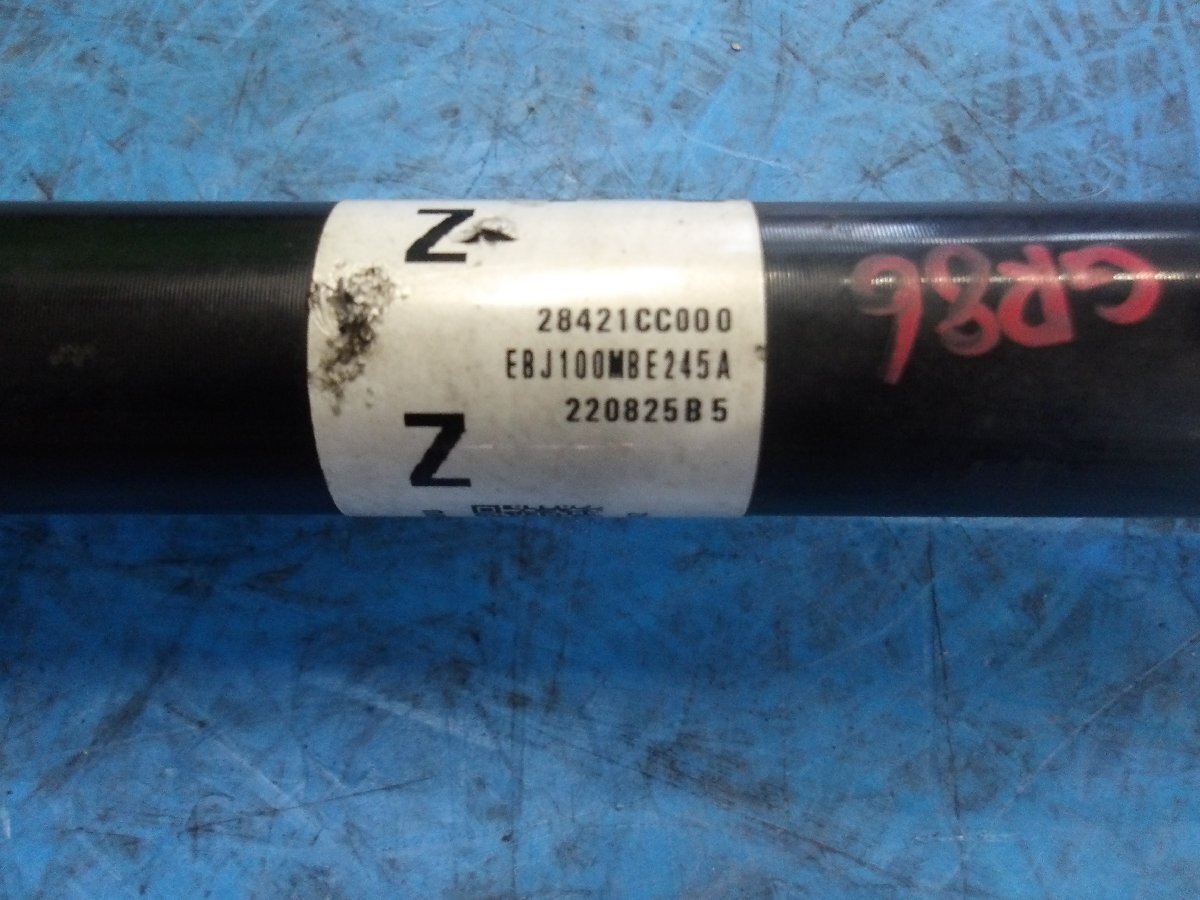 Z
28421CC000
EBJ100MBE245A
220825B5
Z
GR86